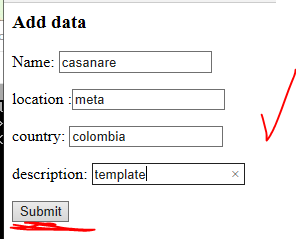 Add data
Name: casanare
location :meta
country: colombia
description: template ×
Submit